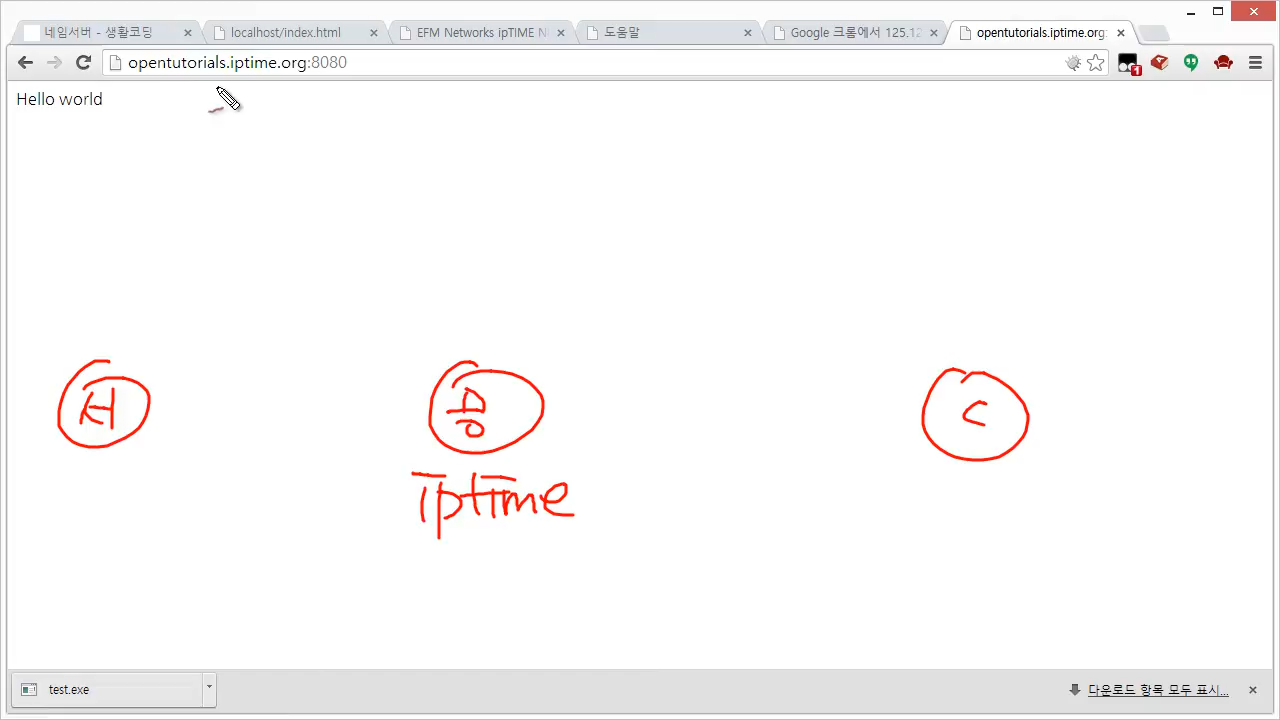 네임서버 - 생활코딩
localhost/index.html
EFM Networks ipTIME N
도움말
Google 크롬에서 125.12
opentutorials.iptime.org:
opentutorials.iptime.org:8080
1
Hello world
H
D
C
iptime
test.exe
다운로드 항목 모두 표시...